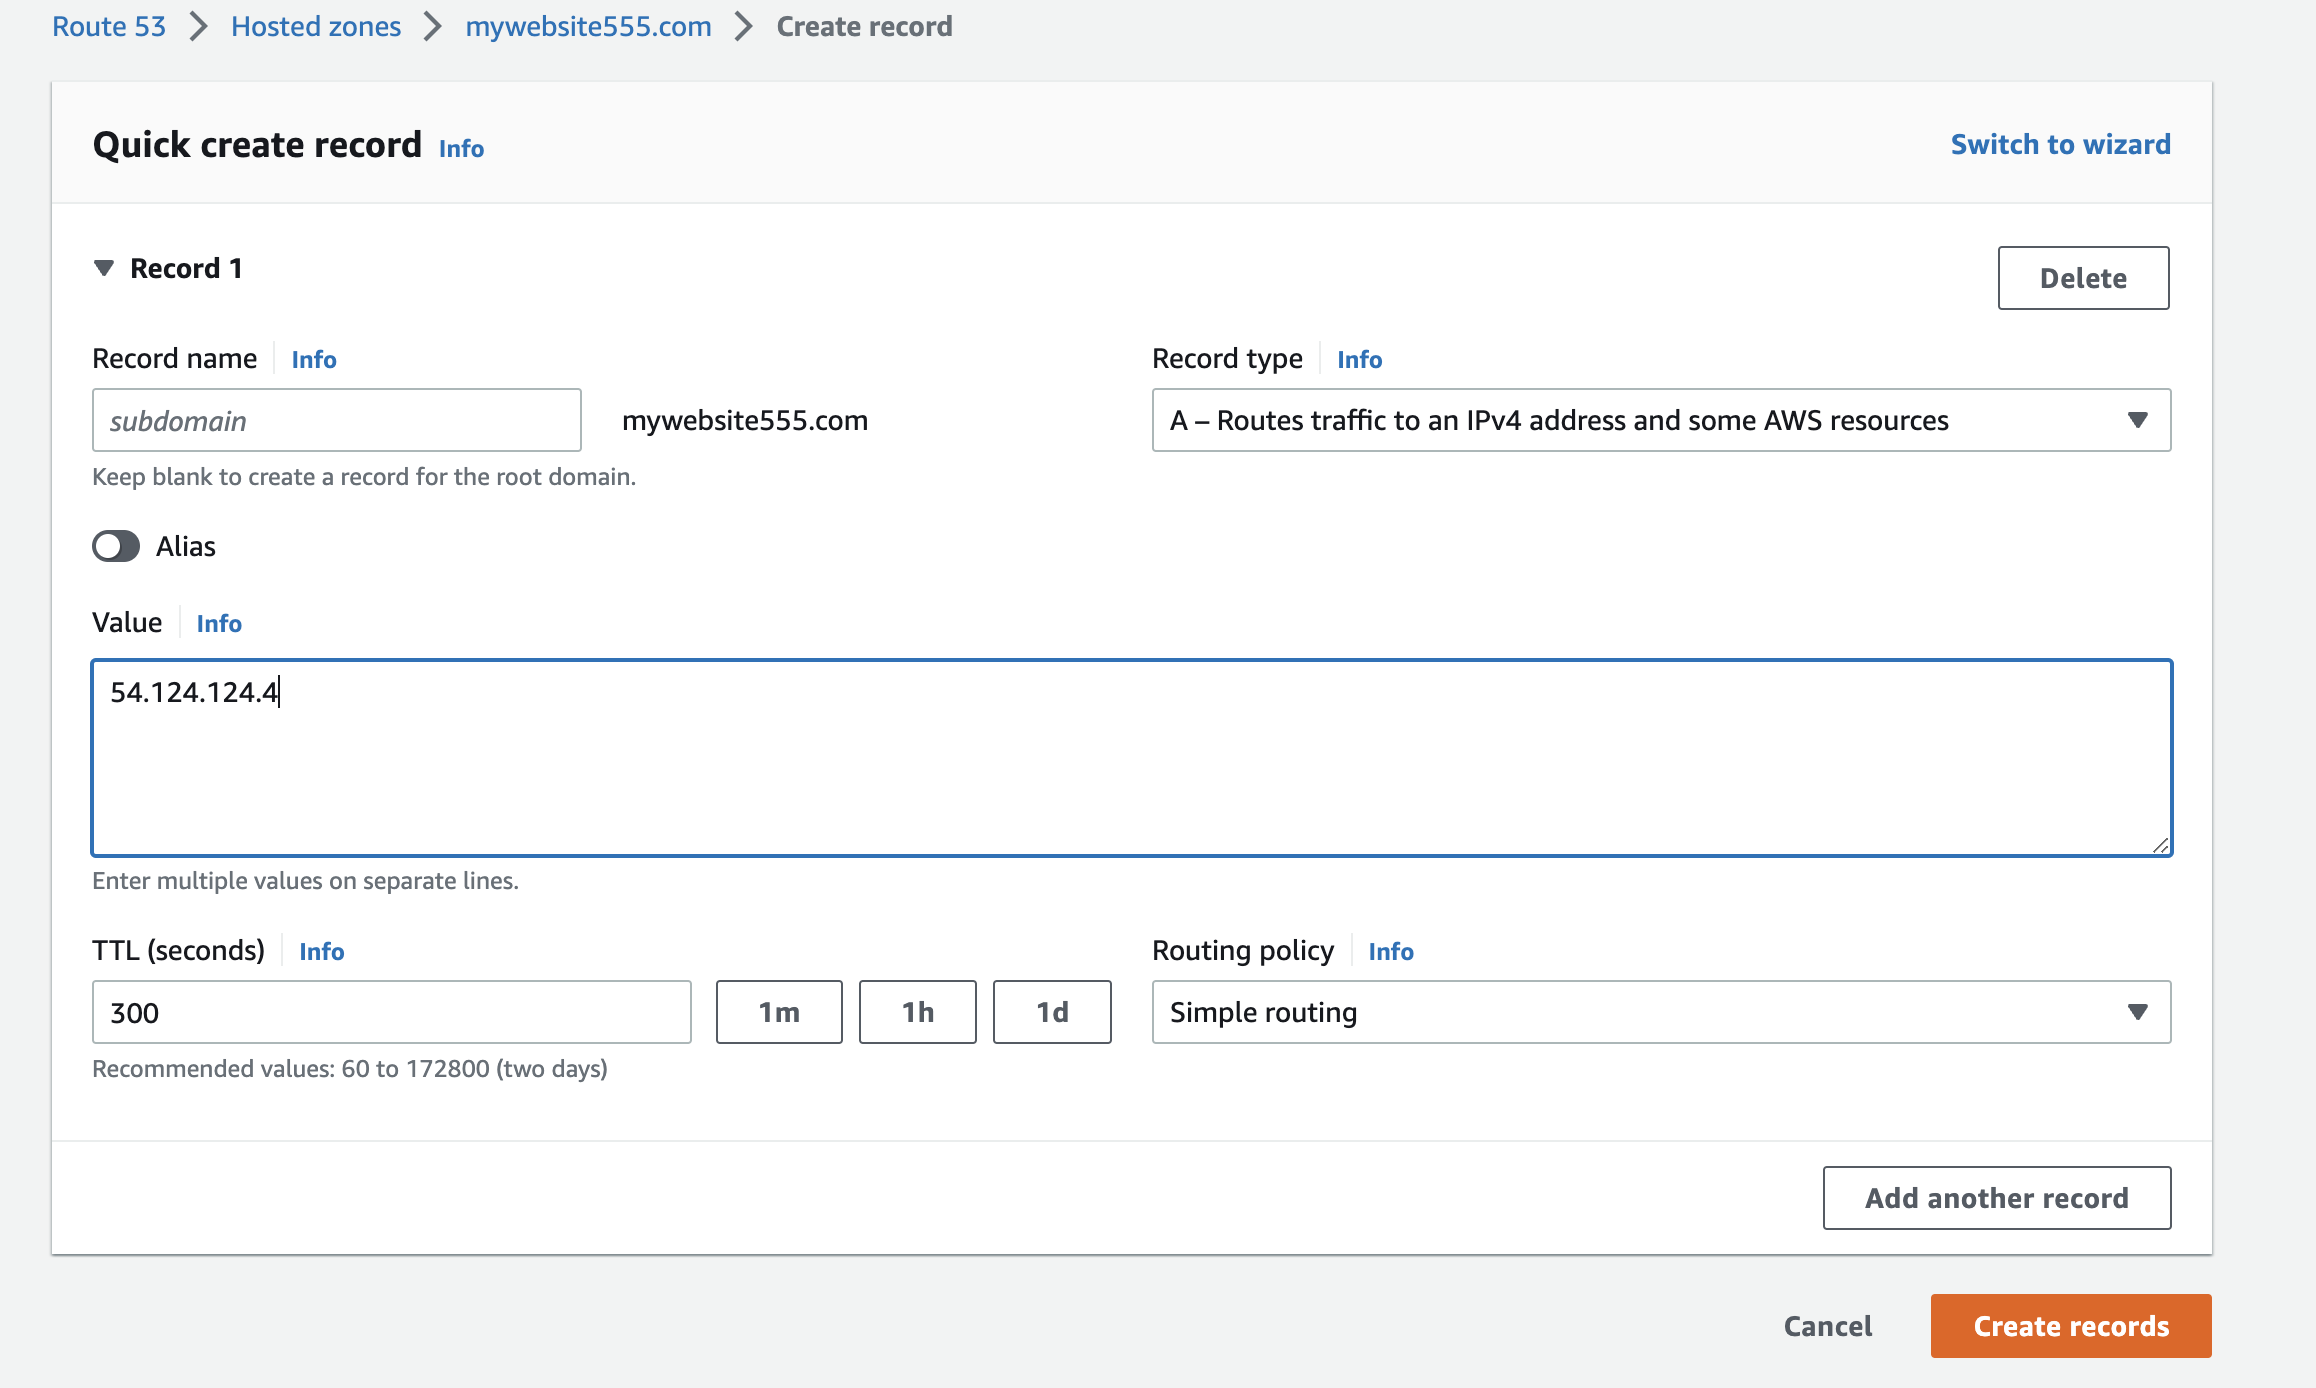 Route 53 > Hosted zones > mywebsite555.com > Create record
Quick create record Info
Switch to wizard
Record 1
Delete
Record name Info
subdomain
mywebsite555.com
Keep blank to create a record for the root domain.
Record type Info
A – Routes traffic to an IPv4 address and some AWS resources
Alias
Value Info
54.124.124.4
Enter multiple values on separate lines.
TTL (seconds) Info
300
1m
1h
1d
Recommended values: 60 to 172800 (two days)
Routing policy Info
Simple routing
Add another record
Cancel
Create records